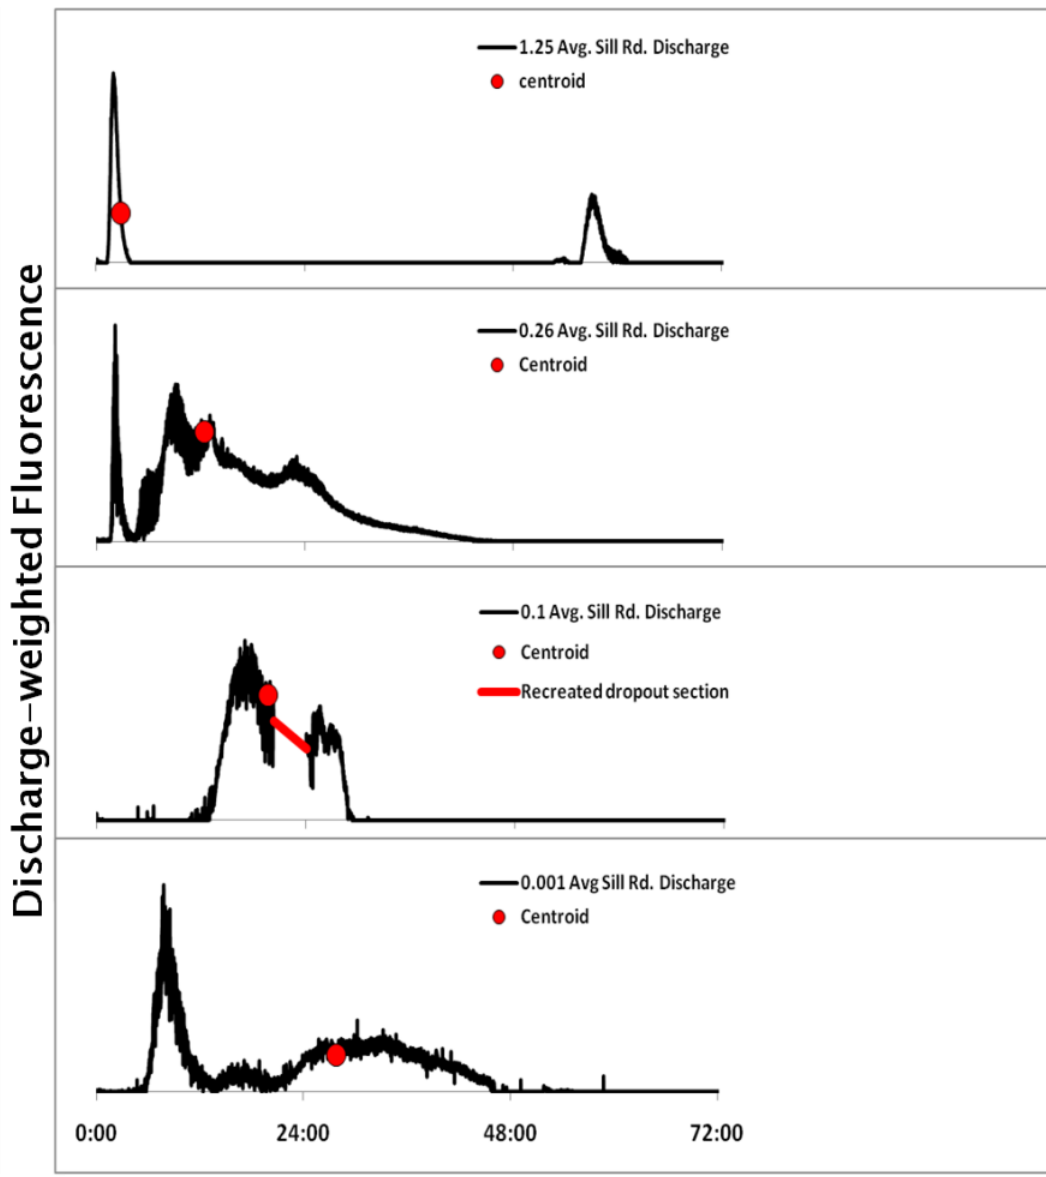 Discharge-weighted Fluorescence
1.25 Avg. Sill Rd. Discharge
centroid
0.26 Avg. Sill Rd. Discharge
Centroid
0.1 Avg. Sill Rd. Discharge
Centroid
Recreated dropout section
0.001 Avg Sill Rd. Discharge
Centroid
0:00 24:00 48:00 72:00